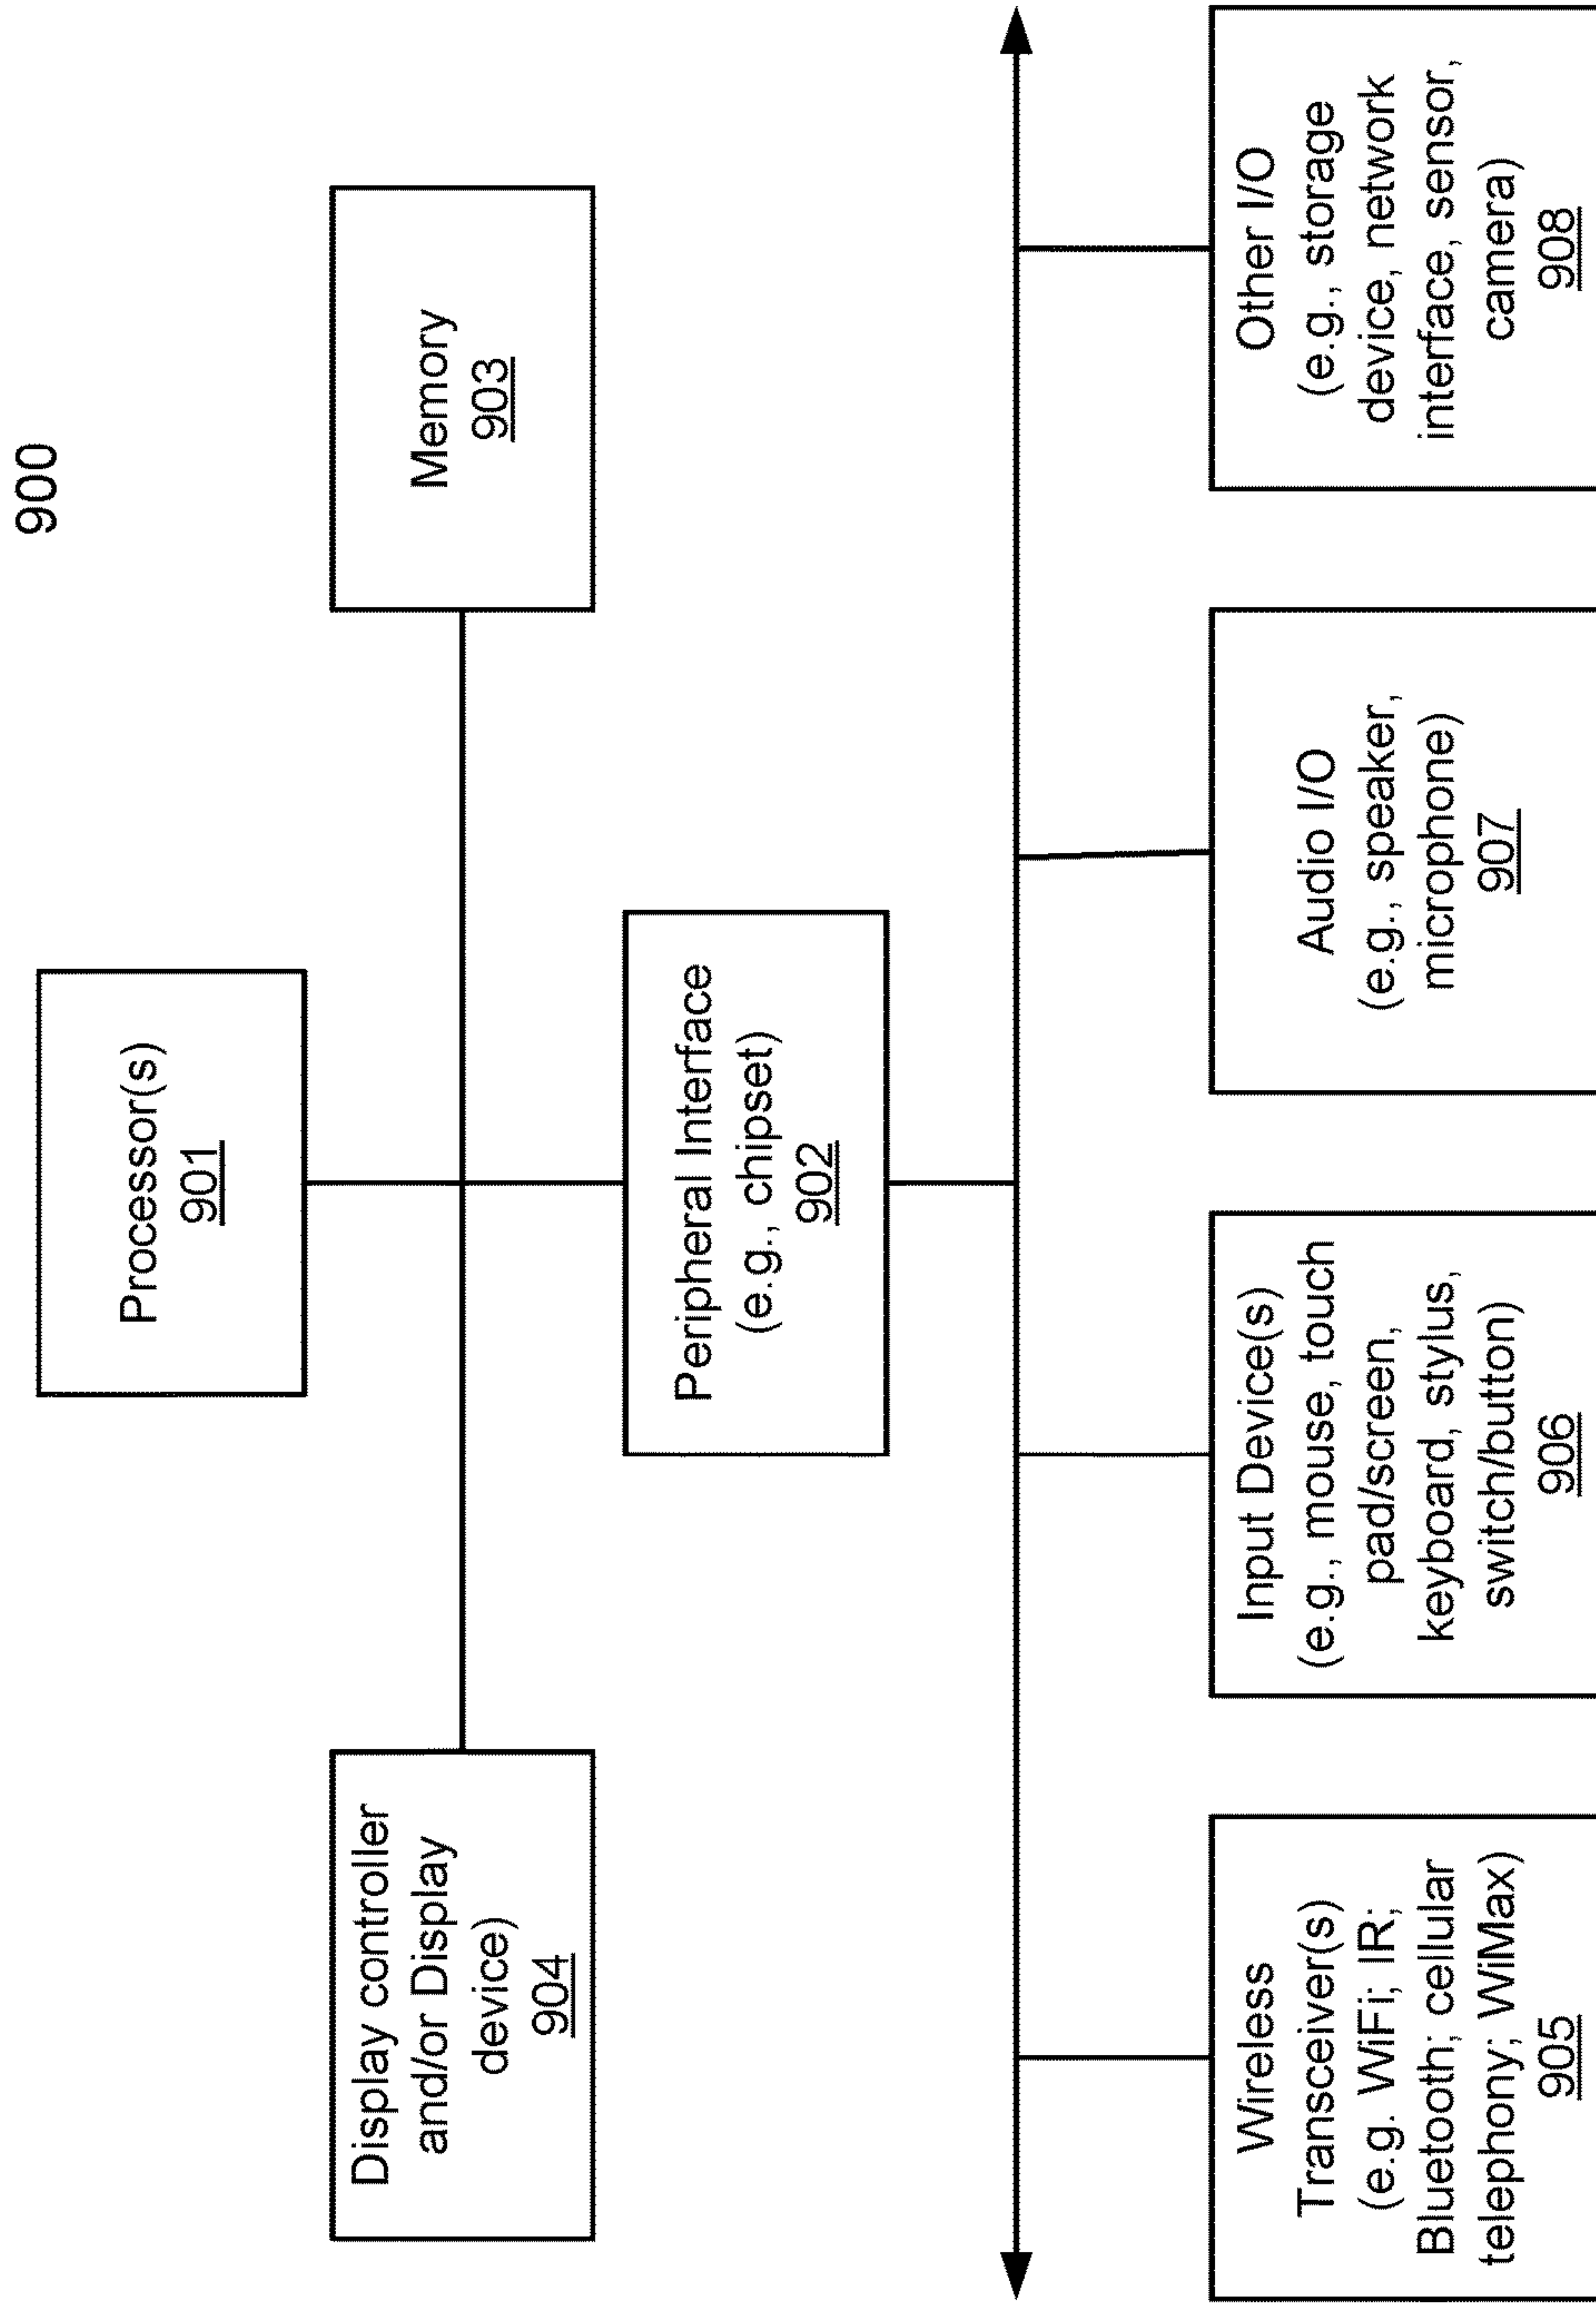 900
Processor(s)
901
Display controller
and/or Display
device)
904
Memory
903
Peripheral Interface
(e.g., chipset)
902
Wireless
Transceiver(s)
(e.g. WiFi; IR;
Bluetooth; cellular
telephony; WiMax)
905
Input Device(s)
(e.g., mouse, touch
pad/screen,
keyboard, stylus,
switch/button)
906
Audio I/O
(e.g., speaker,
microphone)
907
Other I/O
(e.g., storage
device, network
interface, sensor,
camera)
908